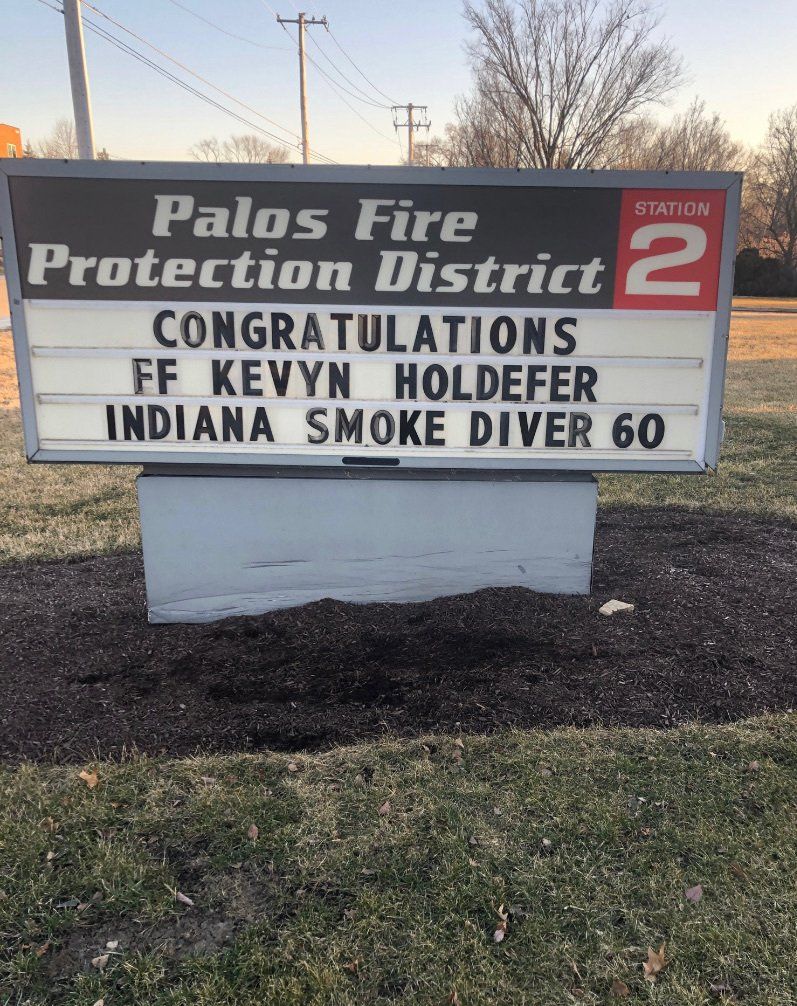 Palos Fire
Protection District
STATION
2
CONGRATULATIONS
FF KEVYN HOLDEFER
INDIANA SMOKE DIVER 60